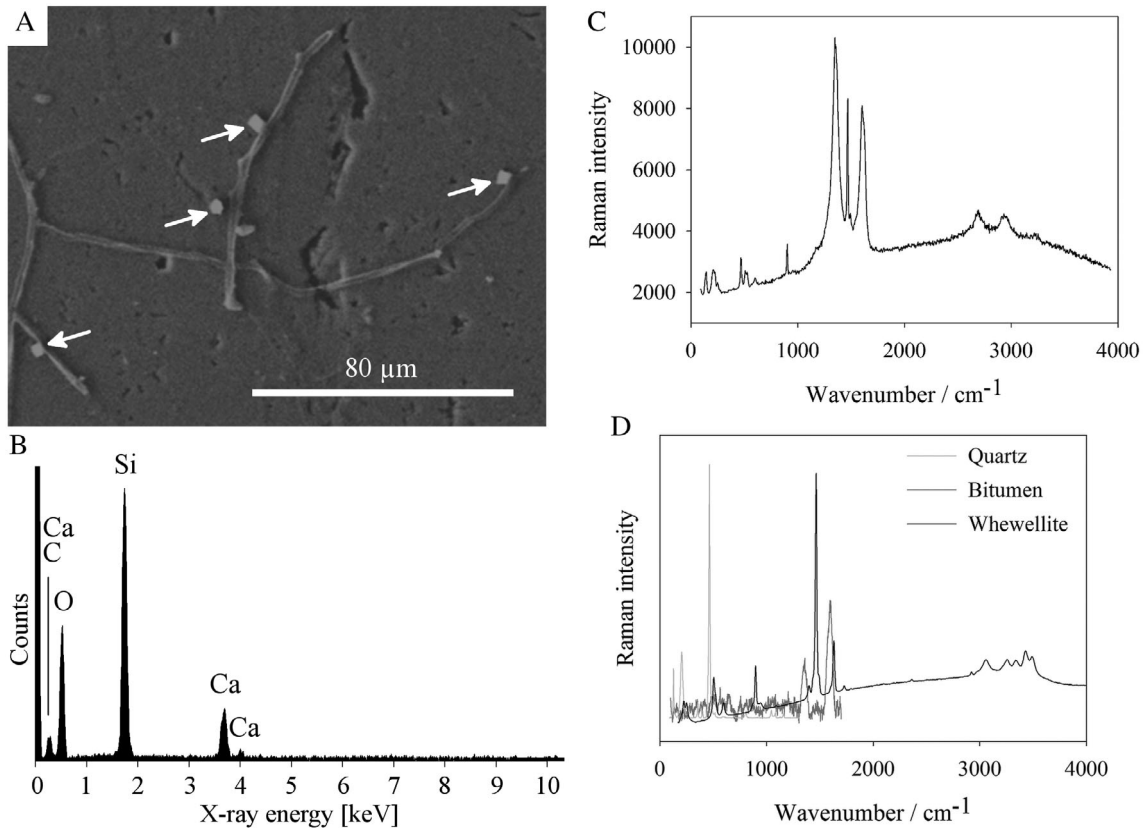 A
80 µm
B
Counts
Ca
C
O
Si
Ca
Ca
0 1 2 3 4 5 6 7 8 9 10
X-ray energy [keV]
C
Raman intensity
10000
8000
6000
4000
2000
0 1000 2000 3000 4000
Wavenumber / cm-1
D
Raman intensity
Quartz
Bitumen
Whewellite
0 1000 2000 3000 4000
Wavenumber / cm-1